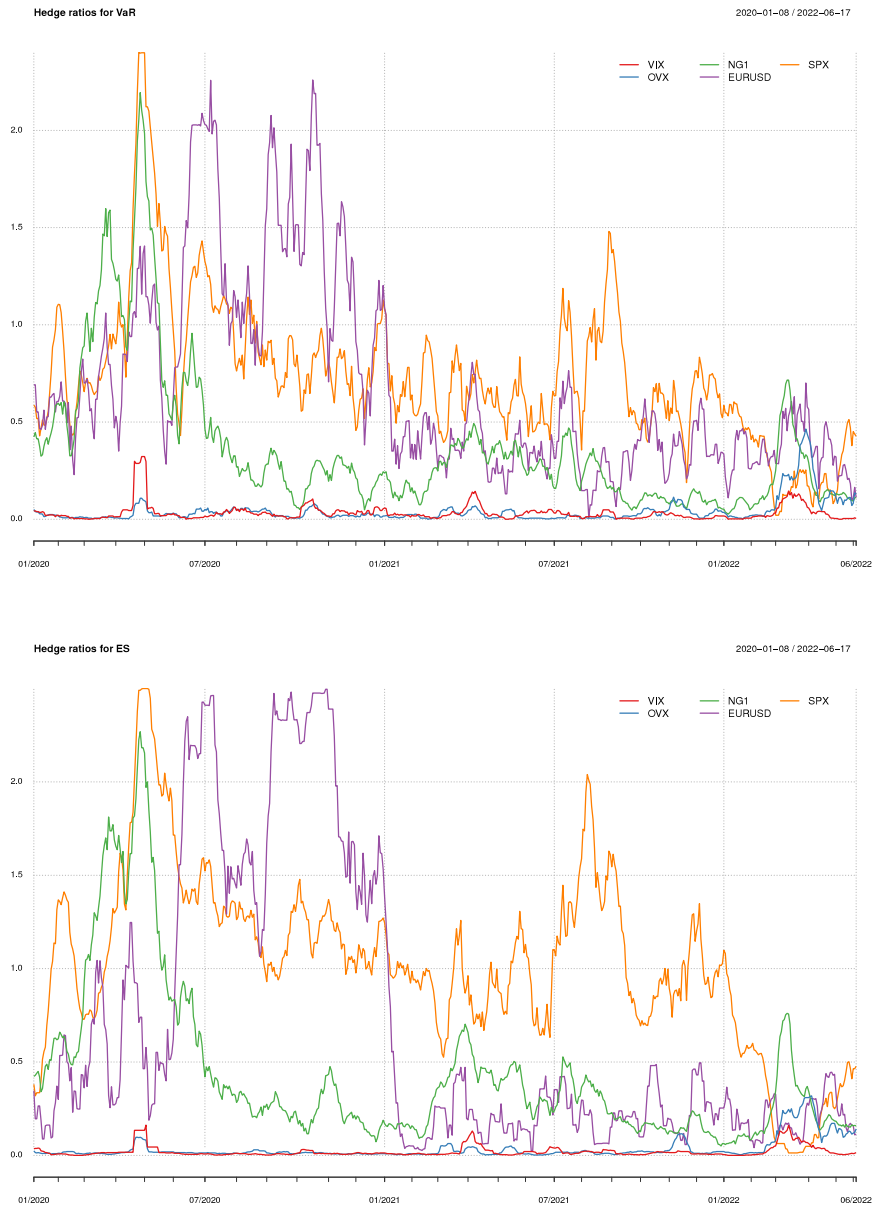 Hedge ratios for VaR 2020−01−08 / 2022−06−17
VIX NG1 SPX
OVX EURUSD
2.0
1.5
1.0
0.5
0.0
01/2020 07/2020 01/2021 07/2021 01/2022 06/2022
Hedge ratios for ES 2020−01−08 / 2022−06−17
VIX NG1 SPX
OVX EURUSD
2.0
1.5
1.0
0.5
0.0
01/2020 07/2020 01/2021 07/2021 01/2022 06/2022